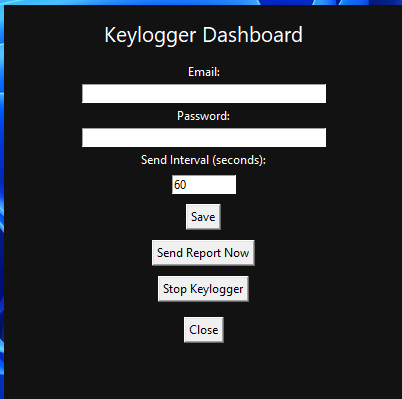 Keylogger Dashboard
Email:
Password:
Send Interval (seconds):
60
Save
Send Report Now
Stop Keylogger
Close